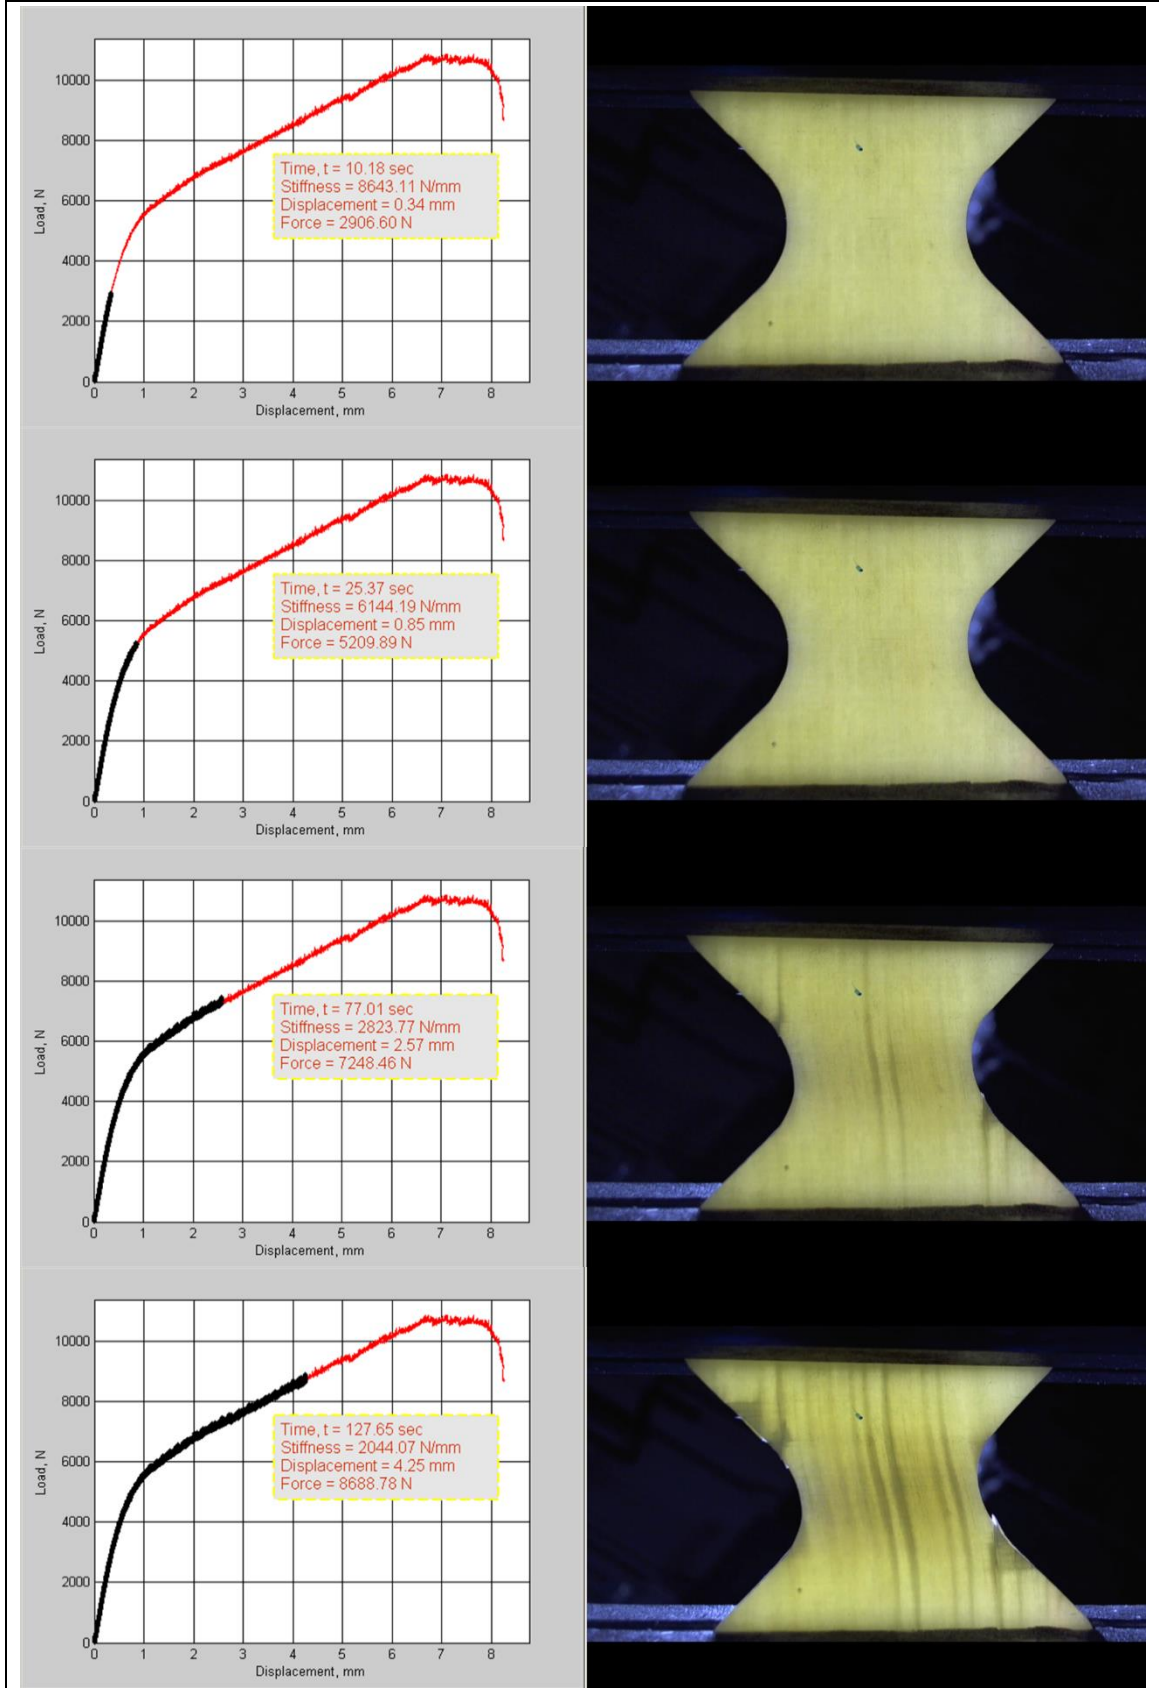 10000
8000
6000
4000
2000
0
Load, N
0 1 2 3 4 5 6 7 8
Displacement, mm
Time, t = 10.18 sec
Stiffness = 8643.11 N/mm
Displacement = 0.34 mm
Force = 2906.60 N
10000
8000
6000
4000
2000
0
Load, N
0 1 2 3 4 5 6 7 8
Displacement, mm
Time, t = 25.37 sec
Stiffness = 6144.19 N/mm
Displacement = 0.85 mm
Force = 5209.89 N
10000
8000
6000
4000
2000
0
Load, N
0 1 2 3 4 5 6 7 8
Displacement, mm
Time, t = 77.01 sec
Stiffness = 2823.77 N/mm
Displacement = 2.57 mm
Force = 7248.46 N
10000
8000
6000
4000
2000
0
Load, N
0 1 2 3 4 5 6 7 8
Displacement, mm
Time, t = 127.65 sec
Stiffness = 2044.07 N/mm
Displacement = 4.25 mm
Force = 8688.78 N